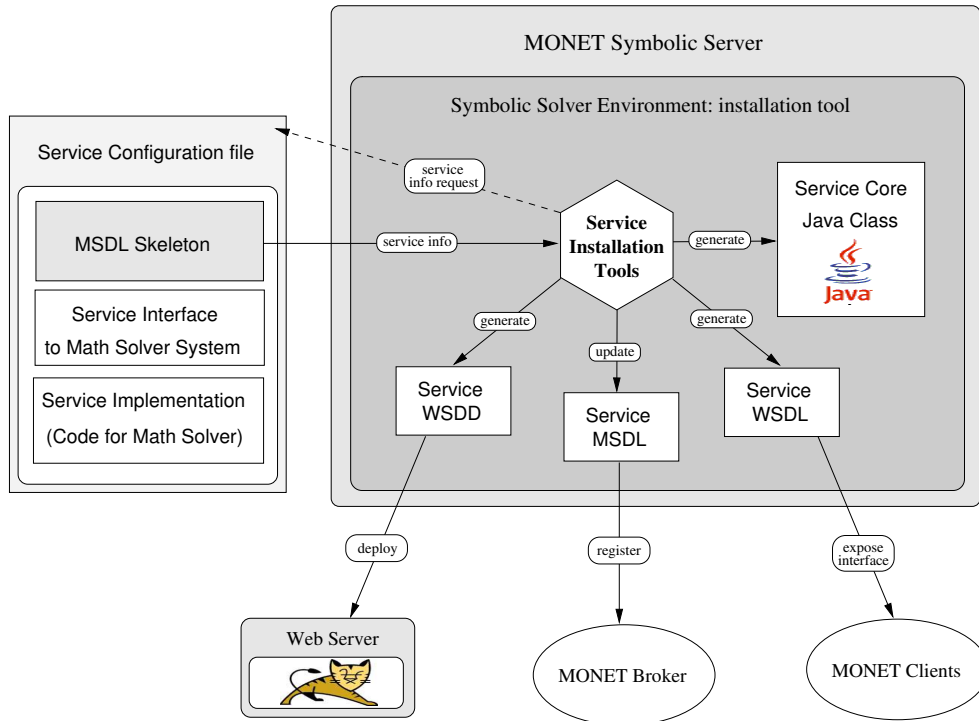 MONET Symbolic Server
Symbolic Solver Environment: installation tool
Service Configuration file
MSDL Skeleton
Service Interface
to Math Solver System
Service Implementation
(Code for Math Solver)
service
info request
service info
Service
Installation
Tools
generate
Service Core
Java Class
Java
generate
update
generate
Service
WSDD
Service
MSDL
Service
WSDL
deploy
register
expose
interface
Web Server
MONET Broker
MONET Clients